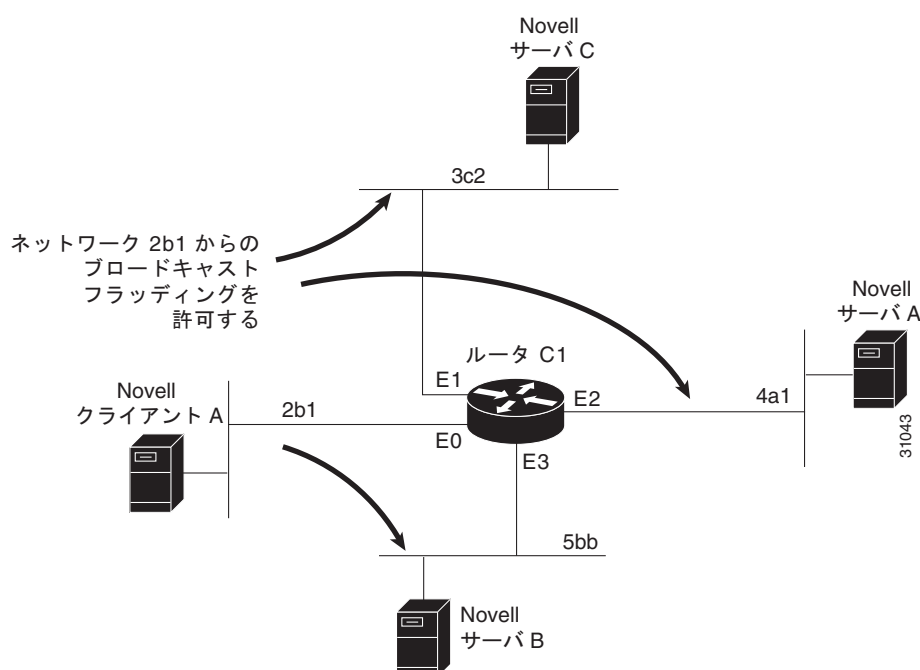 Novell
サーバ C
3c2
ネットワーク 2b1 からの
ブロードキャスト
フラッディングを
許可する
Novell
サーバ A
ルータ C1
E1
E2
4a1
Novell
クライアント A
2b1
E0
E3
31043
5bb
Novell
サーバ B